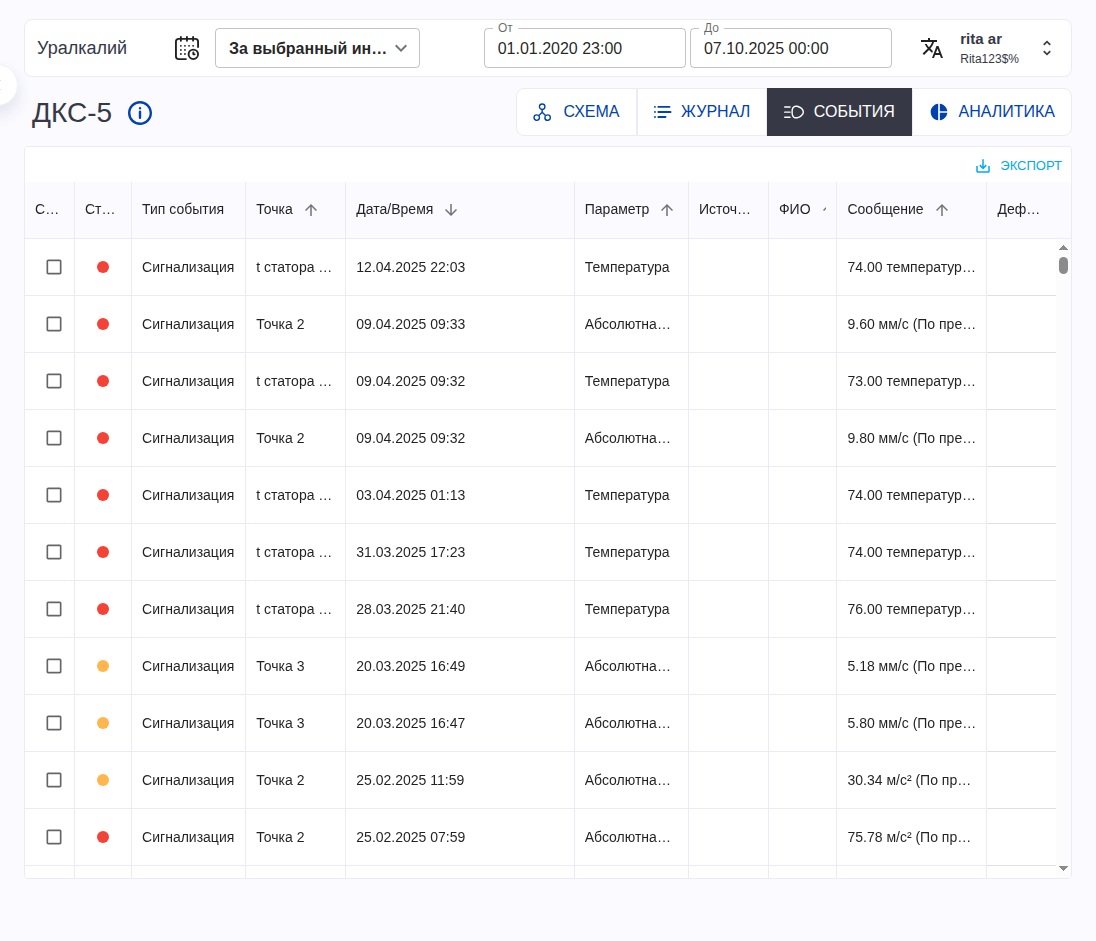 Уралкалий
За выбранный ин…
От
01.01.2020 23:00
До
07.10.2025 00:00
rita ar
Rita123$%
ДКС-5
СХЕМА
ЖУРНАЛ
СОБЫТИЯ
АНАЛИТИКА
ЭКСПОРТ
С… Ст… Тип события Точка Дата/Время Параметр Источ… ФИО Сообщение Деф…
Сигнализация t статора … 12.04.2025 22:03 Температура 74.00 температур…
Сигнализация Точка 2 09.04.2025 09:33 Абсолютна… 9.60 мм/с (По пре…
Сигнализация t статора … 09.04.2025 09:32 Температура 73.00 температур…
Сигнализация Точка 2 09.04.2025 09:32 Абсолютна… 9.80 мм/с (По пре…
Сигнализация t статора … 03.04.2025 01:13 Температура 74.00 температур…
Сигнализация t статора … 31.03.2025 17:23 Температура 74.00 температур…
Сигнализация t статора … 28.03.2025 21:40 Температура 76.00 температур…
Сигнализация Точка 3 20.03.2025 16:49 Абсолютна… 5.18 мм/с (По пре…
Сигнализация Точка 3 20.03.2025 16:47 Абсолютна… 5.80 мм/с (По пре…
Сигнализация Точка 2 25.02.2025 11:59 Абсолютна… 30.34 м/с² (По пр…
Сигнализация Точка 2 25.02.2025 07:59 Абсолютна… 75.78 м/с² (По пр…